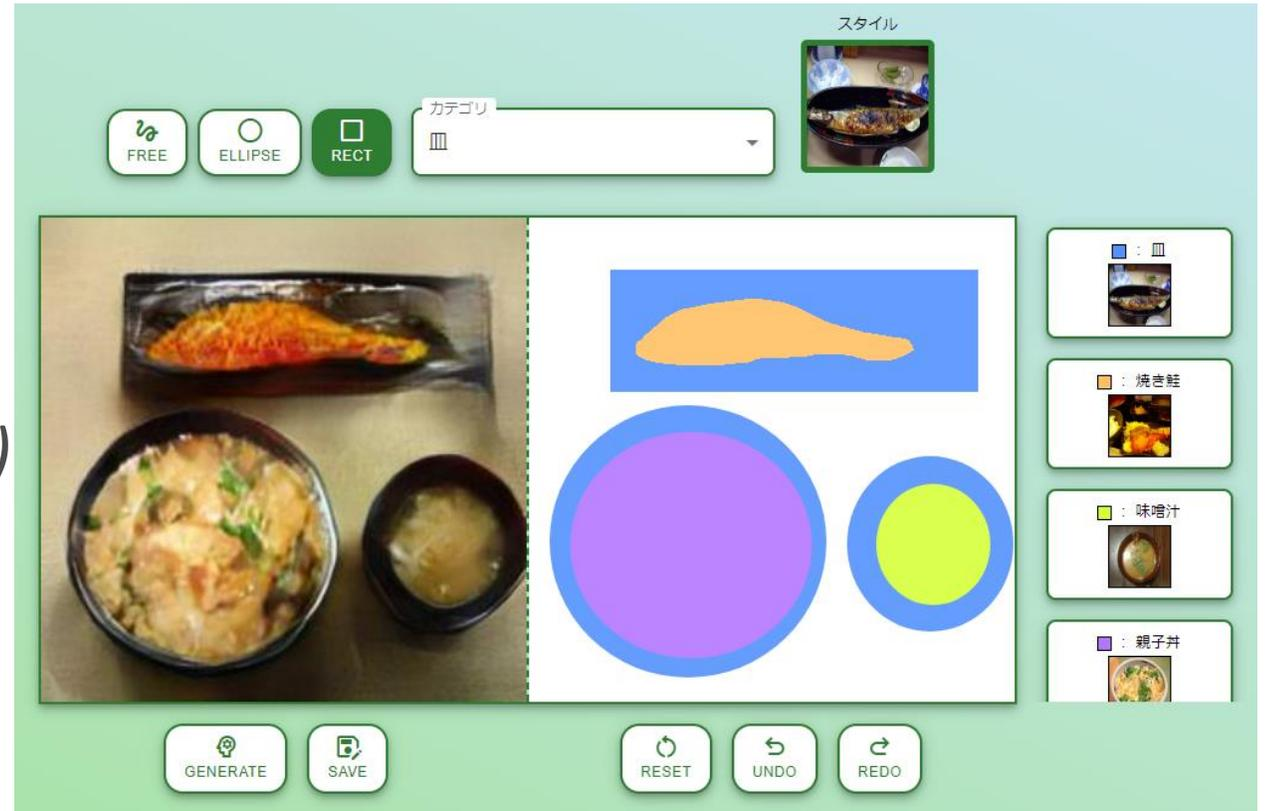 スタイル
カテゴリ
皿
FREE
ELLIPSE
RECT
: 皿
: 焼き鮭
: 味噌汁
: 親子丼
GENERATE
SAVE
RESET
UNDO
REDO
)